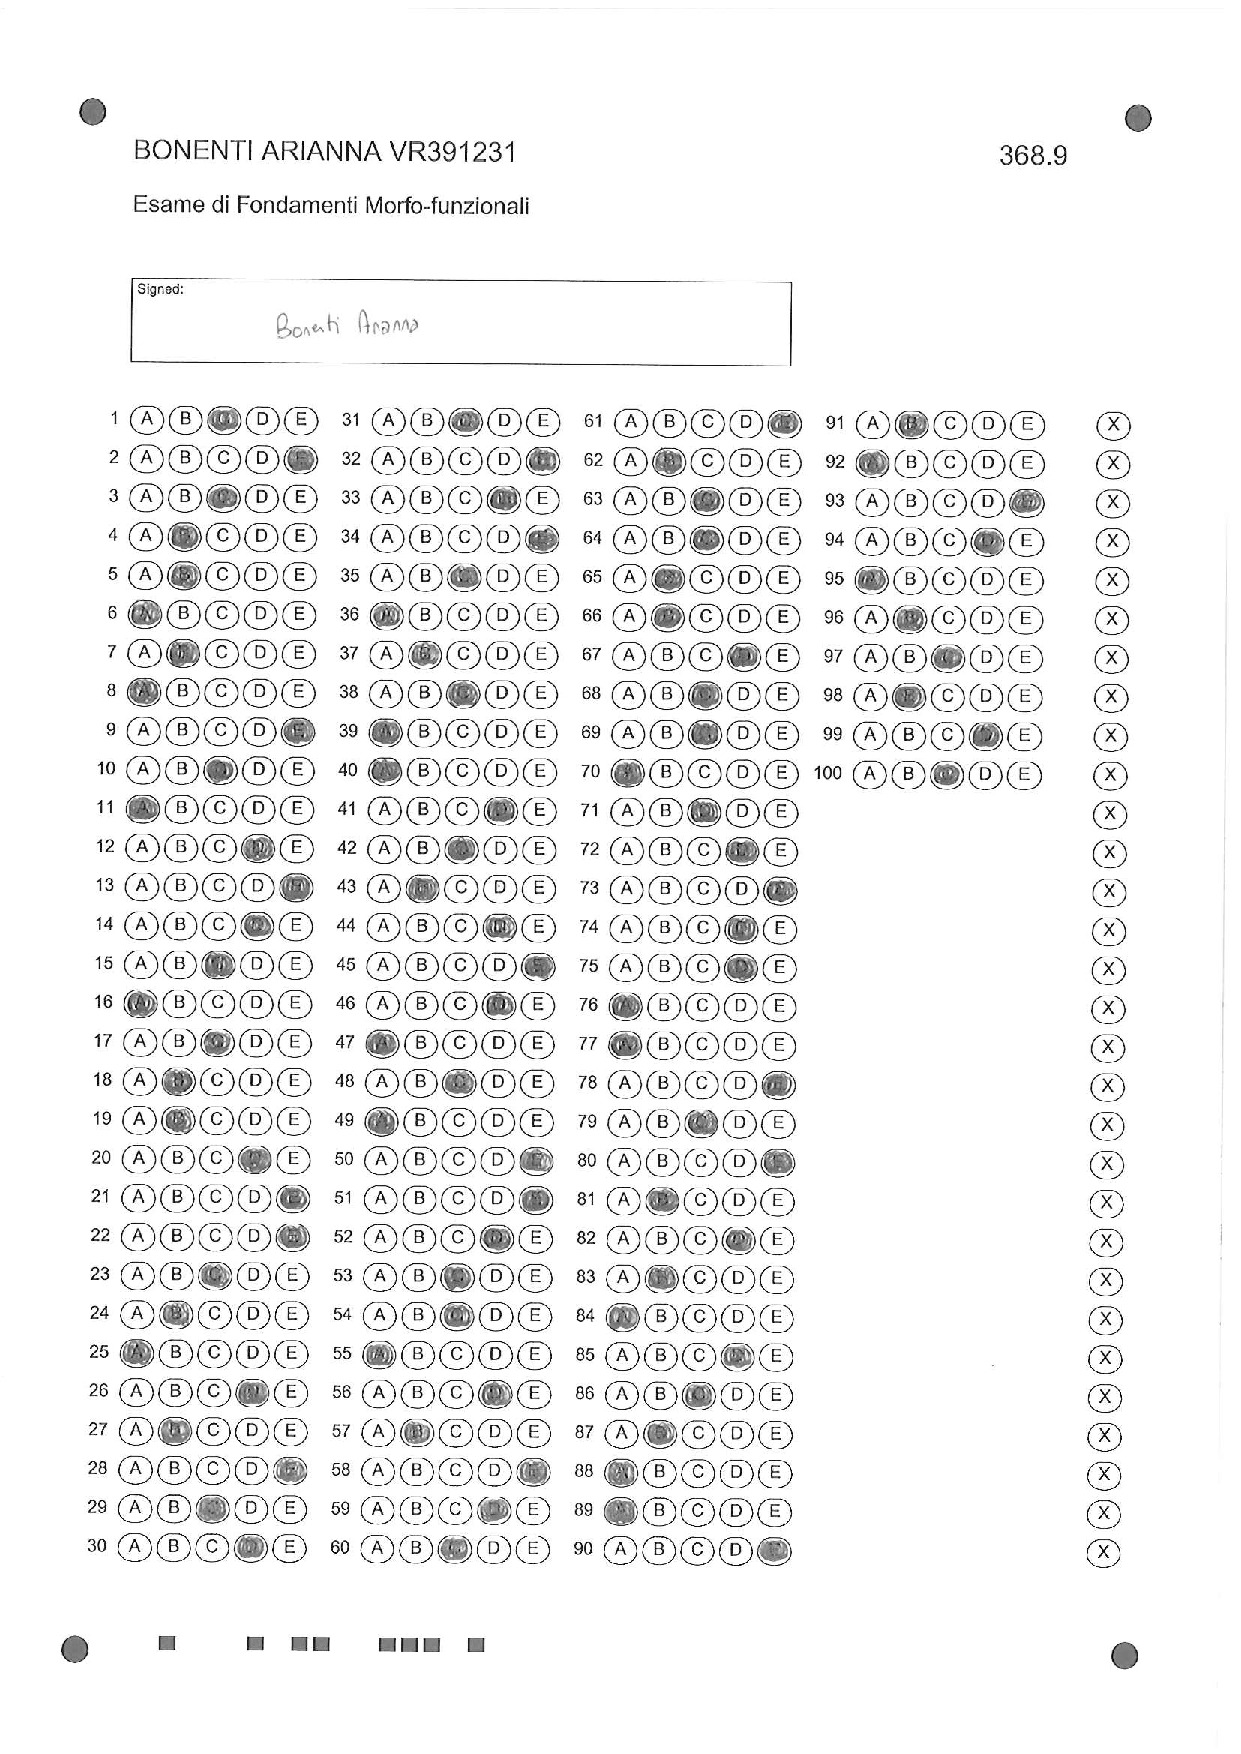 BONENTI ARIANNA VR391231 368.9
Esame di Fondamenti Morfo-funzionali
Signed:
Bonenti Arianna
1 A B D E 31 A B D E 61 A B C D 91 A C D E X
2 A B C D 32 A B C D 62 A C D E 92 B C D E X
3 A B D E 33 A B C E 63 A B D E 93 A B C D X
4 A C D E 34 A B C D 64 A B D E 94 A B C E X
5 A C D E 35 A B D E 65 A C D E 95 B C D E X
6 B C D E 36 B C D E 66 A C D E 96 A C D E X
7 A C D E 37 A C D E 67 A B C E 97 A B D E X
8 B C D E 38 A B D E 68 A B D E 98 A C D E X
9 A B C D 39 B C D E 69 A B D E 99 A B C E X
10 A B D E 40 B C D E 70 B C D E 100 A B D E X
11 B C D E 41 A B C E 71 A B D E X
12 A B C E 42 A B D E 72 A B C E X
13 A B C D 43 A C D E 73 A B C D X
14 A B C E 44 A B C E 74 A B C E X
15 A B D E 45 A B C D 75 A B C E X
16 B C D E 46 A B C E 76 B C D E X
17 A B D E 47 B C D E 77 B C D E X
18 A C D E 48 A B D E 78 A B C D X
19 A C D E 49 B C D E 79 A B D E X
20 A B C E 50 A B C D 80 A B C D X
21 A B C D 51 A B C D 81 A C D E X
22 A B C D 52 A B C E 82 A B C E X
23 A B D E 53 A B D E 83 A C D E X
24 A C D E 54 A B D E 84 B C D E X
25 B C D E 55 B C D E 85 A B C E X
26 A B C E 56 A B C E 86 A B D E X
27 A C D E 57 A C D E 87 A C D E X
28 A B C D 58 A B C D 88 B C D E X
29 A B D E 59 A B C E 89 B C D E X
30 A B C E 60 A B D E 90 A B C D X